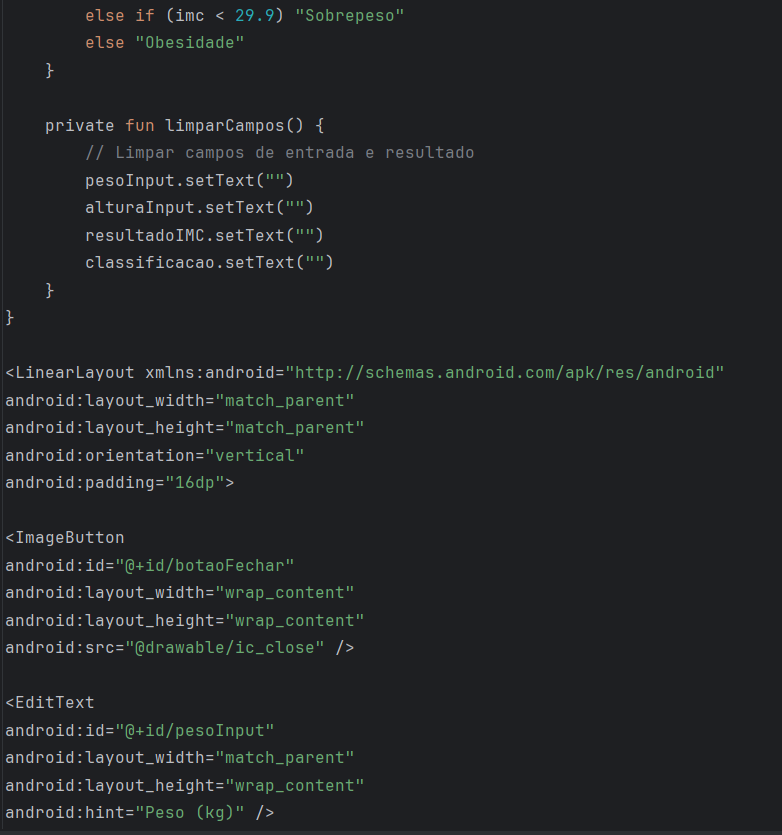 else if (imc < 29.9) "Sobrepeso"
else "Obesidade"
}
private fun limparCampos() {
// Limpar campos de entrada e resultado
pesoInput.setText("")
alturaInput.setText("")
resultadoIMC.setText("")
classificacao.setText("")
}
}
<LinearLayout xmlns:android="http://schemas.android.com/apk/res/android"
android:layout_width="match_parent"
android:layout_height="match_parent"
android:orientation="vertical"
android:padding="16dp">
<ImageButton
android:id="@+id/botaoFechar"
android:layout_width="wrap_content"
android:layout_height="wrap_content"
android:src="@drawable/ic_close" />
<EditText
android:id="@+id/pesoInput"
android:layout_width="match_parent"
android:layout_height="wrap_content"
android:hint="Peso (kg)" />